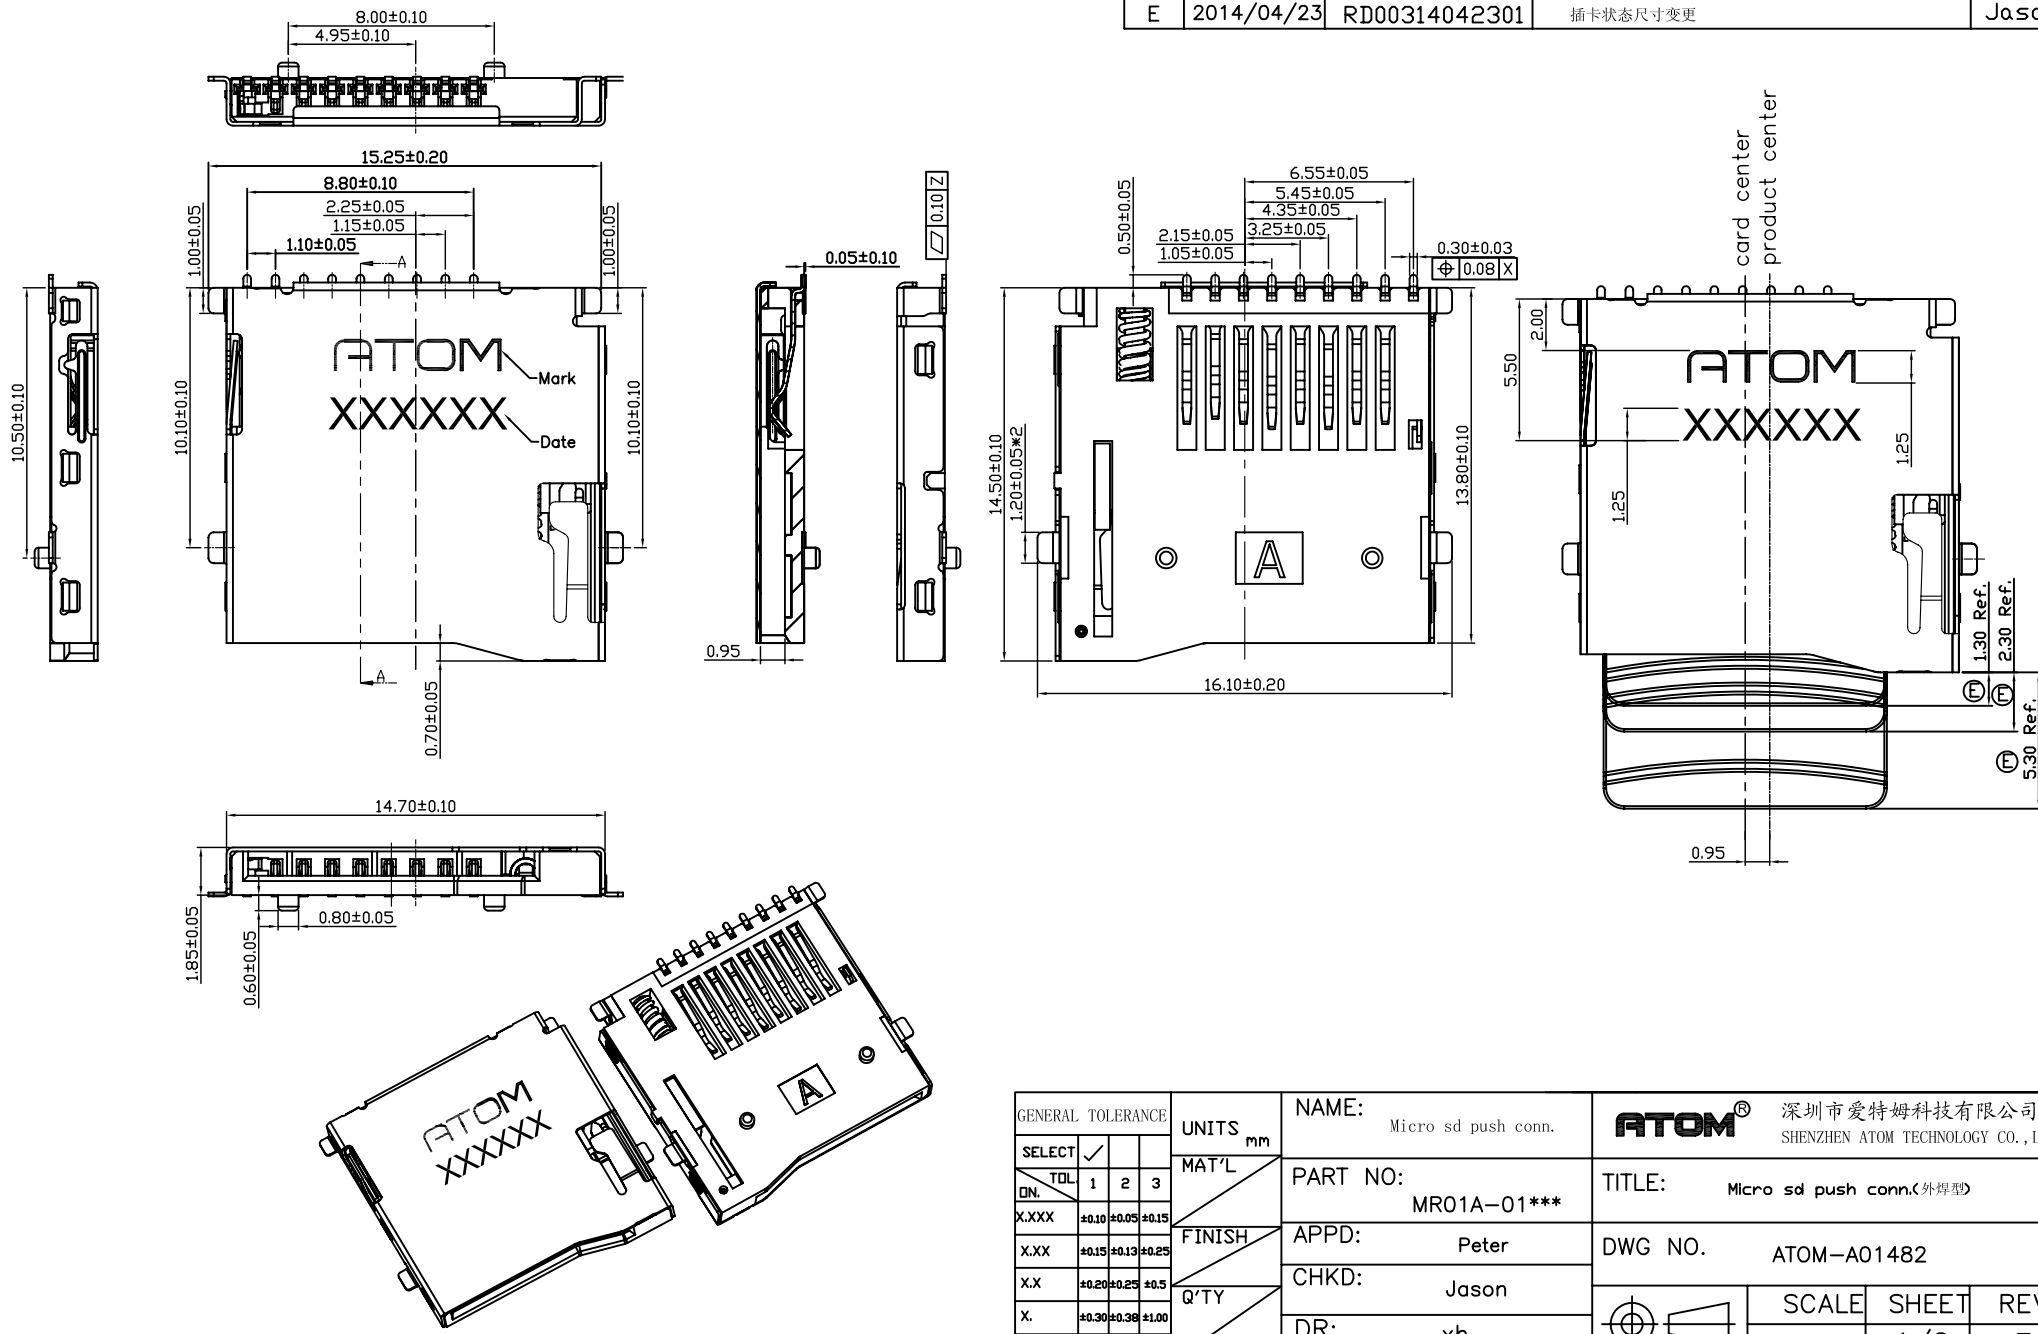 E 2014/04/23 RD00314042301 插卡状态尺寸变更
8.00±0.10
4.95±0.10
15.25±0.20
8.80±0.10
2.25±0.05
1.15±0.05
1.10±0.05
1.00±0.05
1.00±0.05
A
ATOM
Mark
XXXXXX
Date
10.50±0.10
10.10±0.10
10.10±0.10
A
0.70±0.05
0.05±0.10
0.10 Z
0.95
6.55±0.05
5.45±0.05
4.35±0.05
3.25±0.05
2.15±0.05
1.05±0.05
0.50±0.05
0.30±0.03
0.08 X
14.50±0.10
1.20±0.05*2
13.80±0.10
A
16.10±0.20
card center
product center
2.00
5.50
ATOM
XXXXXX
1.25
1.25
1.30 Ref.
2.30 Ref.
E
E
E
5.30 Ref.
0.95
14.70±0.10
1.85±0.05
0.60±0.05
0.80±0.05
ATOM
XXXXXX
A
GENERAL TOLERANCE
SELECT
TOL. DN. 1 2 3
X.XXX ±0.10 ±0.05 ±0.15
X.XX ±0.15 ±0.13 ±0.25
X.X ±0.20 ±0.25 ±0.5
X. ±0.30 ±0.38 ±1.00
UNITS mm
MAT'L
FINISH
Q'TY
NAME: Micro sd push conn.
PART NO: MR01A-01***
APPD: Peter
CHKD: Jason
DR:
ATOM®
深圳市爱特姆科技有限公司
SHENZHEN ATOM TECHNOLOGY CO.,
TITLE: Micro sd push conn.(外焊型)
DWG NO. ATOM-A01482
SCALE SHEET